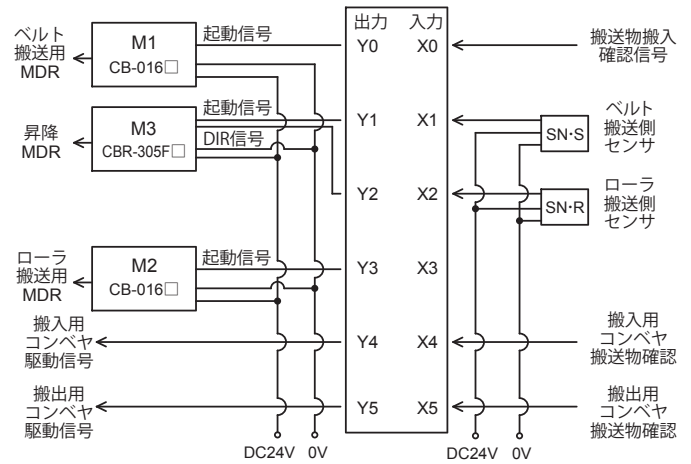 ベルト
搬送用
MDR
M1
CB-016□
起動信号
昇降
MDR
M3
CBR-305F□
起動信号
DIR信号
ローラ
搬送用
MDR
M2
CB-016□
起動信号
搬入用
コンベヤ
駆動信号
搬出用
コンベヤ
駆動信号
DC24V 0V
出力 入力
Y0 X0
Y1 X1
Y2 X2
Y3 X3
Y4 X4
Y5 X5
搬送物搬入
確認信号
SN·S
ベルト
搬送側
センサ
SN·R
ローラ
搬送側
センサ
搬入用
コンベヤ
搬送物確認
搬出用
コンベヤ
搬送物確認
DC24V 0V